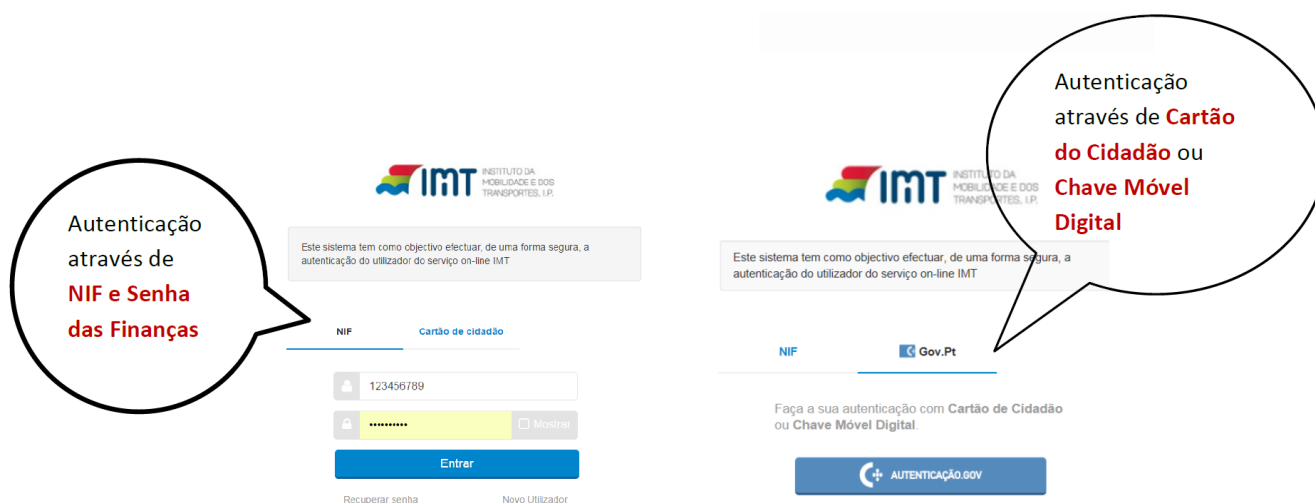 Autenticação
através de
NIF e Senha
das Finanças
IMT
INSTITUTO DA
MOBILIDADE E DOS
TRANSPORTES, I.P.
Este sistema tem como objectivo efectuar, de uma forma segura, a
autenticação do utilizador do serviço on-line IMT
NIF
Cartão de cidadão
123456789
••••••••••
Mostrar
Entrar
Recuperar senha
Novo Utilizador
Autenticação
através de Cartão
do Cidadão ou
Chave Móvel
Digital
IMT
INSTITUTO DA
MOBILIDADE E DOS
TRANSPORTES, I.P.
Este sistema tem como objectivo efectuar, de uma forma segura, a
autenticação do utilizador do serviço on-line IMT
NIF
Gov.Pt
Faça a sua autenticação com Cartão de Cidadão
ou Chave Móvel Digital.
AUTENTICAÇÃO.GOV